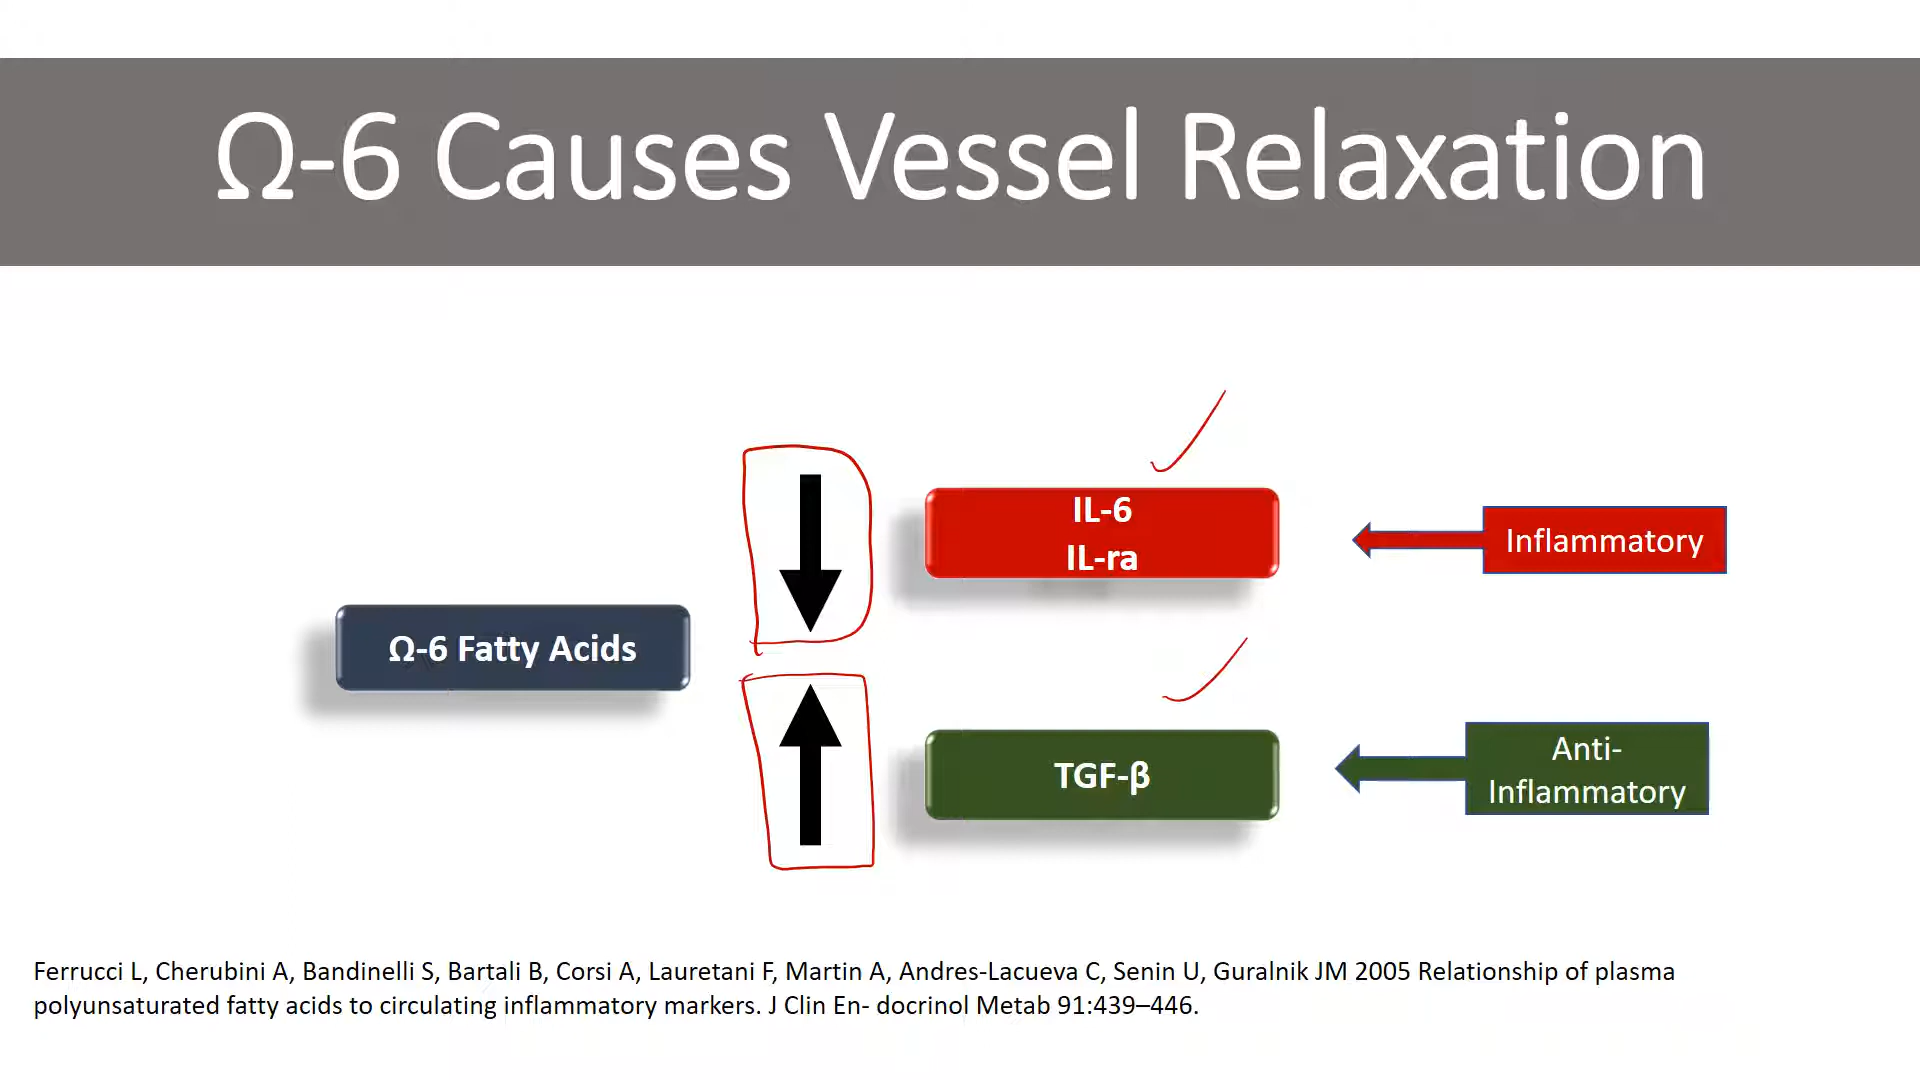 Ω-6 Causes Vessel Relaxation
IL-6
IL-ra
Inflammatory
Ω-6 Fatty Acids
TGF-β
Anti-
Inflammatory
Ferrucci L, Cherubini A, Bandinelli S, Bartali B, Corsi A, Lauretani F, Martin A, Andres-Lacueva C, Senin U, Guralnik JM 2005 Relationship of plasma
polyunsaturated fatty acids to circulating inflammatory markers. J Clin En- docrinol Metab 91:439–446.